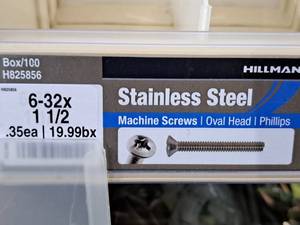 Box/100
H825856
HILLMAN
H825856
6-32x
1 1/2
.35ea | 19.99bx
Stainless Steel
Machine Screws | Oval Head | Phillips